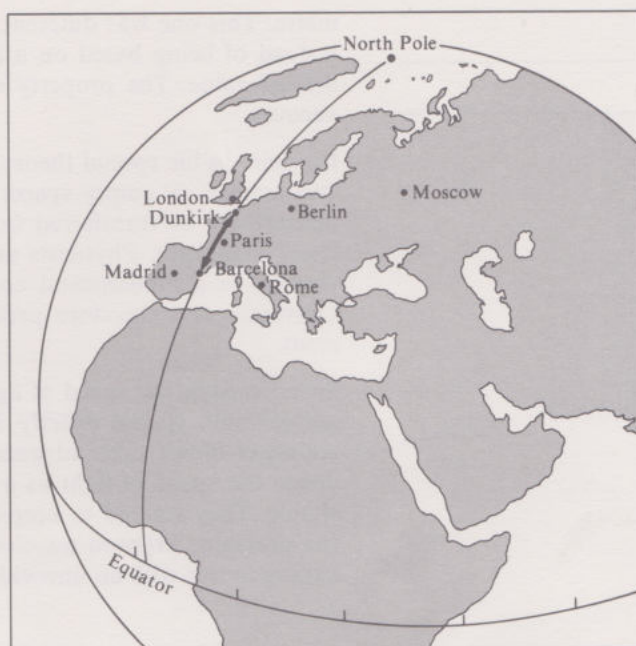 North Pole
London
Dunkirk
Moscow
Berlin
Paris
Madrid
Barcelona
Rome
Equator